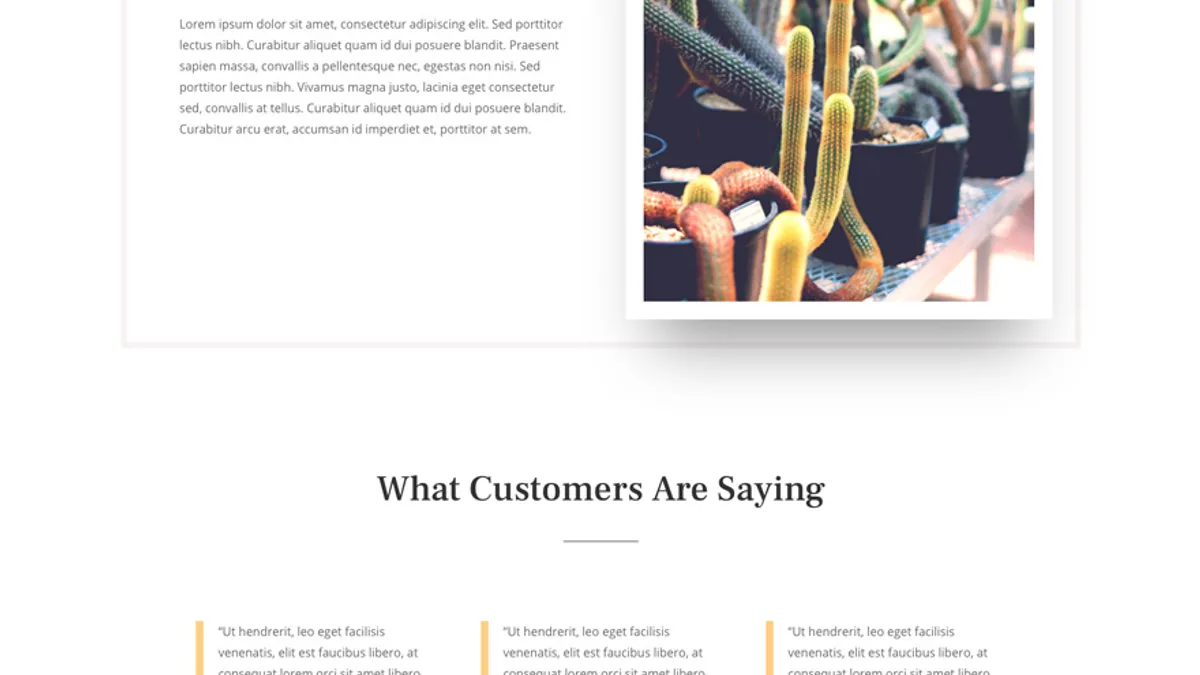 Lorem ipsum dolor sit amet, consectetur adipiscing elit. Sed porttitor
lectus nibh. Curabitur aliquet quam id dui posuere blandit. Praesent
sapien massa, convallis a pellentesque nec, egestas non nisi. Sed
porttitor lectus nibh. Vivamus magna justo, lacinia eget consectetur
sed, convallis at tellus. Curabitur aliquet quam id dui posuere blandit.
Curabitur arcu erat, accumsan id imperdiet et, porttitor at sem.
What Customers Are Saying
“Ut hendrerit, leo eget facilisis
venenatis, elit est faucibus libero, at
consequat lorem orci sit amet libero
“Ut hendrerit, leo eget facilisis
venenatis, elit est faucibus libero, at
consequat lorem orci sit amet libero
“Ut hendrerit, leo eget facilisis
venenatis, elit est faucibus libero, at
consequat lorem orci sit amet libero